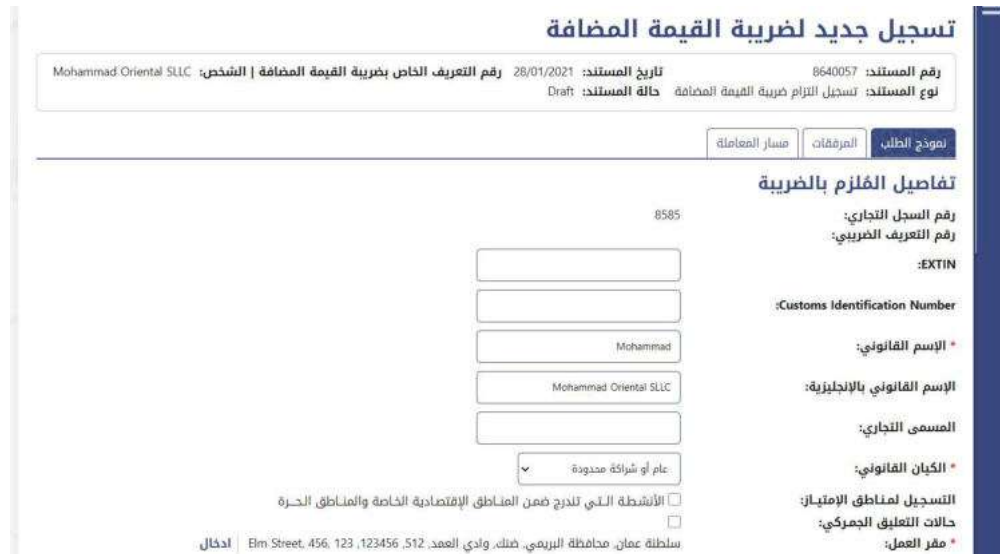 تسجيل جديد لضريبة القيمة المضافة
رقم المستند: 8640057 تاريخ المستند: 28/01/2021 رقم التعريف الخاص بضريبة القيمة المضافة | الشخص: Mohammad Oriental SLLC
نوع المستند: تسجيل التزام ضريبة القيمة المضافة حالة المستند: Draft
نموذج الطلب المرفقات مسار المعاملة
تفاصيل المُلزم بالضريبة
رقم السجل التجاري: 8585
رقم التعريف الضريبي:
EXTIN:
Customs Identification Number:
* الإسم القانوني: Mohammad
الإسم القانوني بالإنجليزية: Mohammad Oriental SLLC
المسمى التجاري:
* الكيان القانوني: عام أو شراكة محدودة
التسجيل لمناطق الإمتياز: الأنشطة الـتـي تندرج ضمن المنـاطق الإقتصادية الخاصة والمناطق الـحـرة
حالات التعليق الجمركي:
* مقر العمل: سلطنة عمان, محافظة البريمي, ضنك, وادي العمد, 512, 123456, 123 ,456 ,Elm Street | ادخال